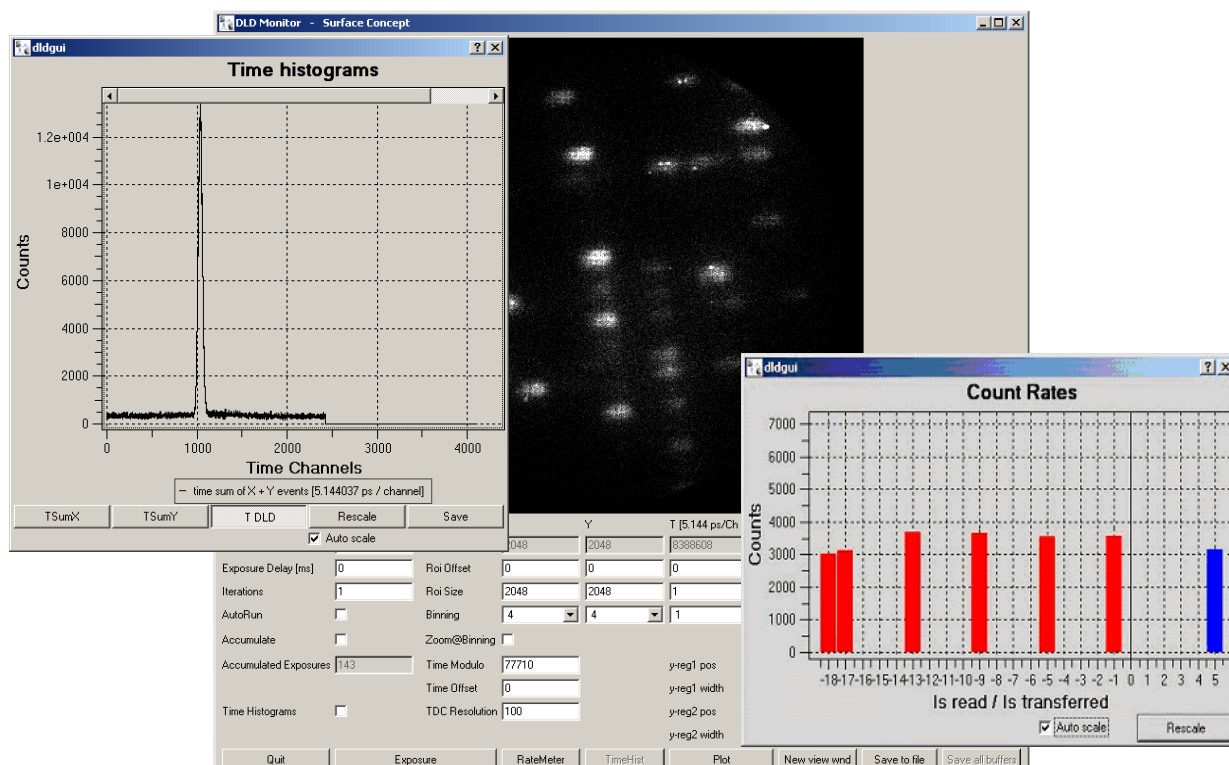 DLD Monitor - Surface Concept
dldgui
Time histograms
1.2e+004
1e+004
8000
6000
4000
2000
0
Counts
0 1000 2000 3000 4000
Time Channels
time sum of X + Y events [5.144037 ps / channel]
TSumX TSumY T DLD Rescale Save
Auto scale
Y T [5.144 ps/Ch
2048 2048 8388608
Exposure Delay [ms] 0 Roi Offset 0 0 0
Iterations 1 Roi Size 2048 2048 1
AutoRun Binning 4 4 1
Accumulate Zoom@Binning
Accumulated Exposures 143 Time Modulo 77710 y-reg1 pos
Time Offset 0 y-reg1 width
Time Histograms TDC Resolution 100 y-reg2 pos
y-reg2 width
Quit Exposure RateMeter TimeHist Plot New view wnd Save to file Save all buffers
dldgui
Count Rates
7000
6000
5000
4000
3000
2000
1000
0
Counts
-18-17-16-15-14-13-12-11-10-9 -8 -7 -6 -5 -4 -3 -2 -1 0 1 2 3 4 5
Is read / Is transferred
Auto scale Rescale